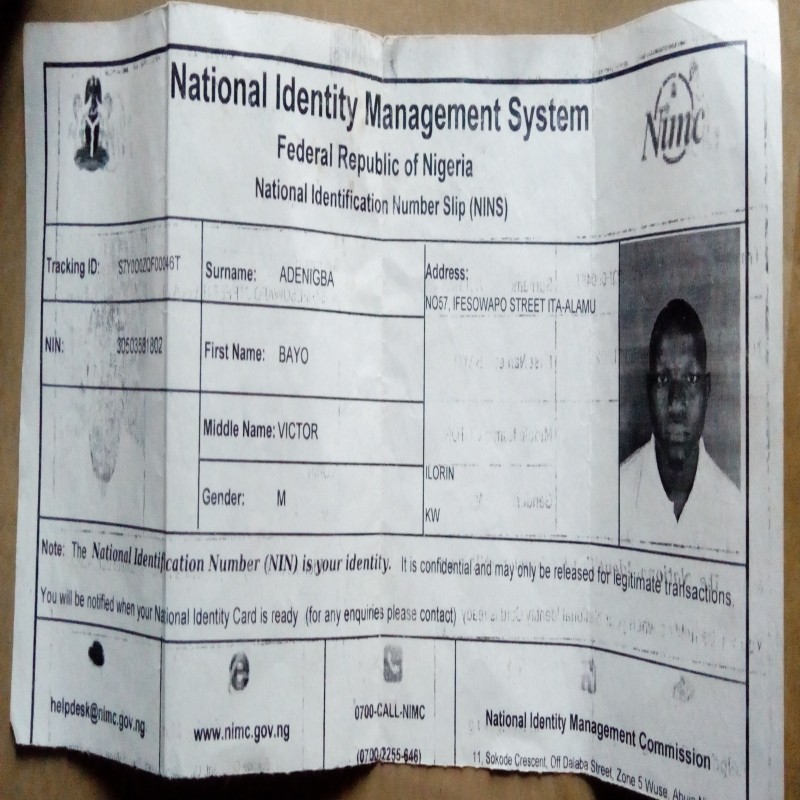 National Identity Management System
Federal Republic of Nigeria
National Identification Number Slip (NINS)
Nimc
Tracking ID: S7Y0O0ZOF00046T
Surname: ADENIGBA
Address:
NO57, IFESOWAPO STREET ITA-ALAMU
NIN: 30503581802
First Name: BAYO
Middle Name: VICTOR
ILORIN
Gender: M
KW
Note: The National Identification Number (NIN) is your identity. It is confidential and may only be released for legitimate transactions.
You will be notified when your National Identity Card is ready (for any enquiries please contact)
helpdesk@nimc.gov.ng
www.nimc.gov.ng
0700-CALL-NIMC
(0700-2255-646)
National Identity Management Commission
11, Sokode Crescent, Off Dalaba Street, Zone 5 Wuse,